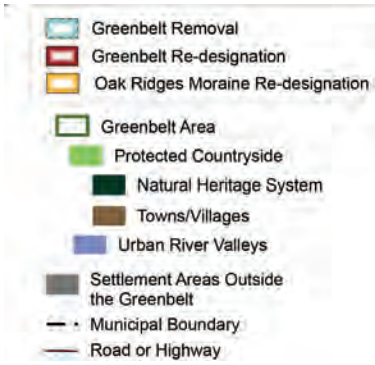 Greenbelt Removal
Greenbelt Re-designation
Oak Ridges Moraine Re-designation
Greenbelt Area
Protected Countryside
Natural Heritage System
Towns/Villages
Urban River Valleys
Settlement Areas Outside
the Greenbelt
Municipal Boundary
Road or Highway